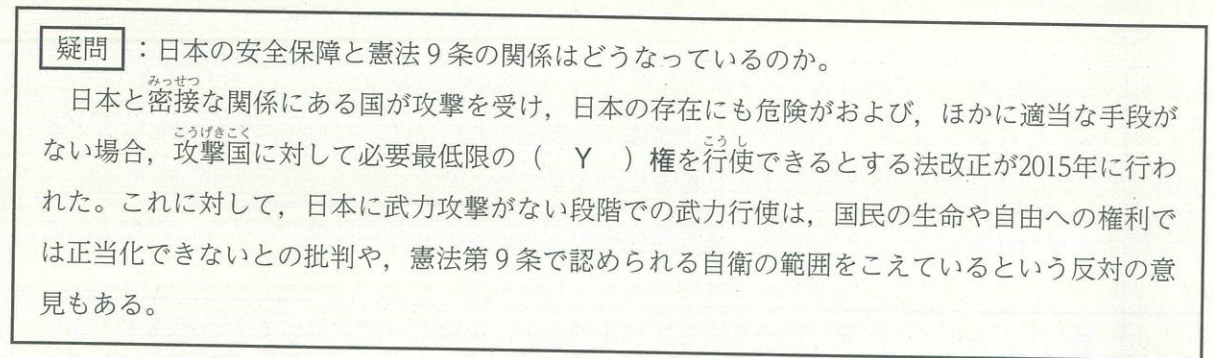 疑問：日本の安全保障と憲法9条の関係はどうなっているのか。
日本と密接な関係にある国が攻撃を受け，日本の存在にも危険がおよび，ほかに適当な手段が
ない場合，攻撃国に対して必要最低限の（　Y　）権を行使できるとする法改正が2015年に行わ
れた。これに対して，日本に武力攻撃がない段階での武力行使は，国民の生命や自由への権利で
は正当化できないとの批判や，憲法第9条で認められる自衛の範囲をこえているという反対の意
見もある。